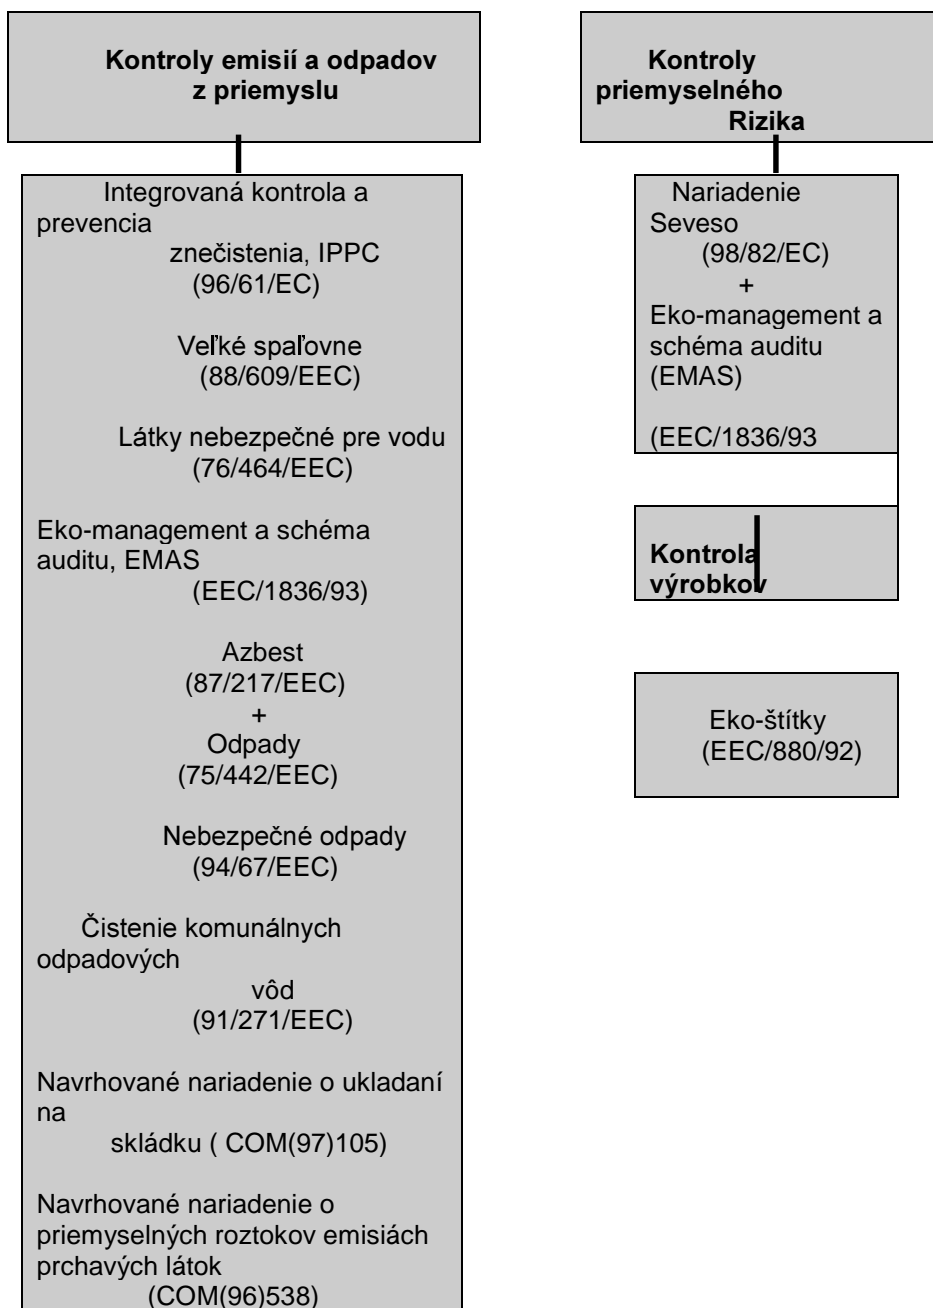 Kontroly emisií a odpadov
z priemyslu
Integrovaná kontrola a
prevencia
znečistenia, IPPC
(96/61/EC)
Veľké spaľovne
(88/609/EEC)
Látky nebezpečné pre vodu
(76/464/EEC)
Eko-management a schéma
auditu, EMAS
(EEC/1836/93)
Azbest
(87/217/EEC)
+
Odpady
(75/442/EEC)
Nebezpečné odpady
(94/67/EEC)
Čistenie komunálnych
odpadových
vôd
(91/271/EEC)
Navrhované nariadenie o ukladaní
na
skládku ( COM(97)105)
Navrhované nariadenie o
priemyselných roztokov emisiách
prchavých látok
(COM(96)538)
Kontroly
priemyselného
Rizika
Nariadenie
Seveso
(98/82/EC)
+
Eko-management a
schéma auditu
(EMAS)
(EEC/1836/93
Kontrola
výrobkov
Eko-štítky
(EEC/880/92)